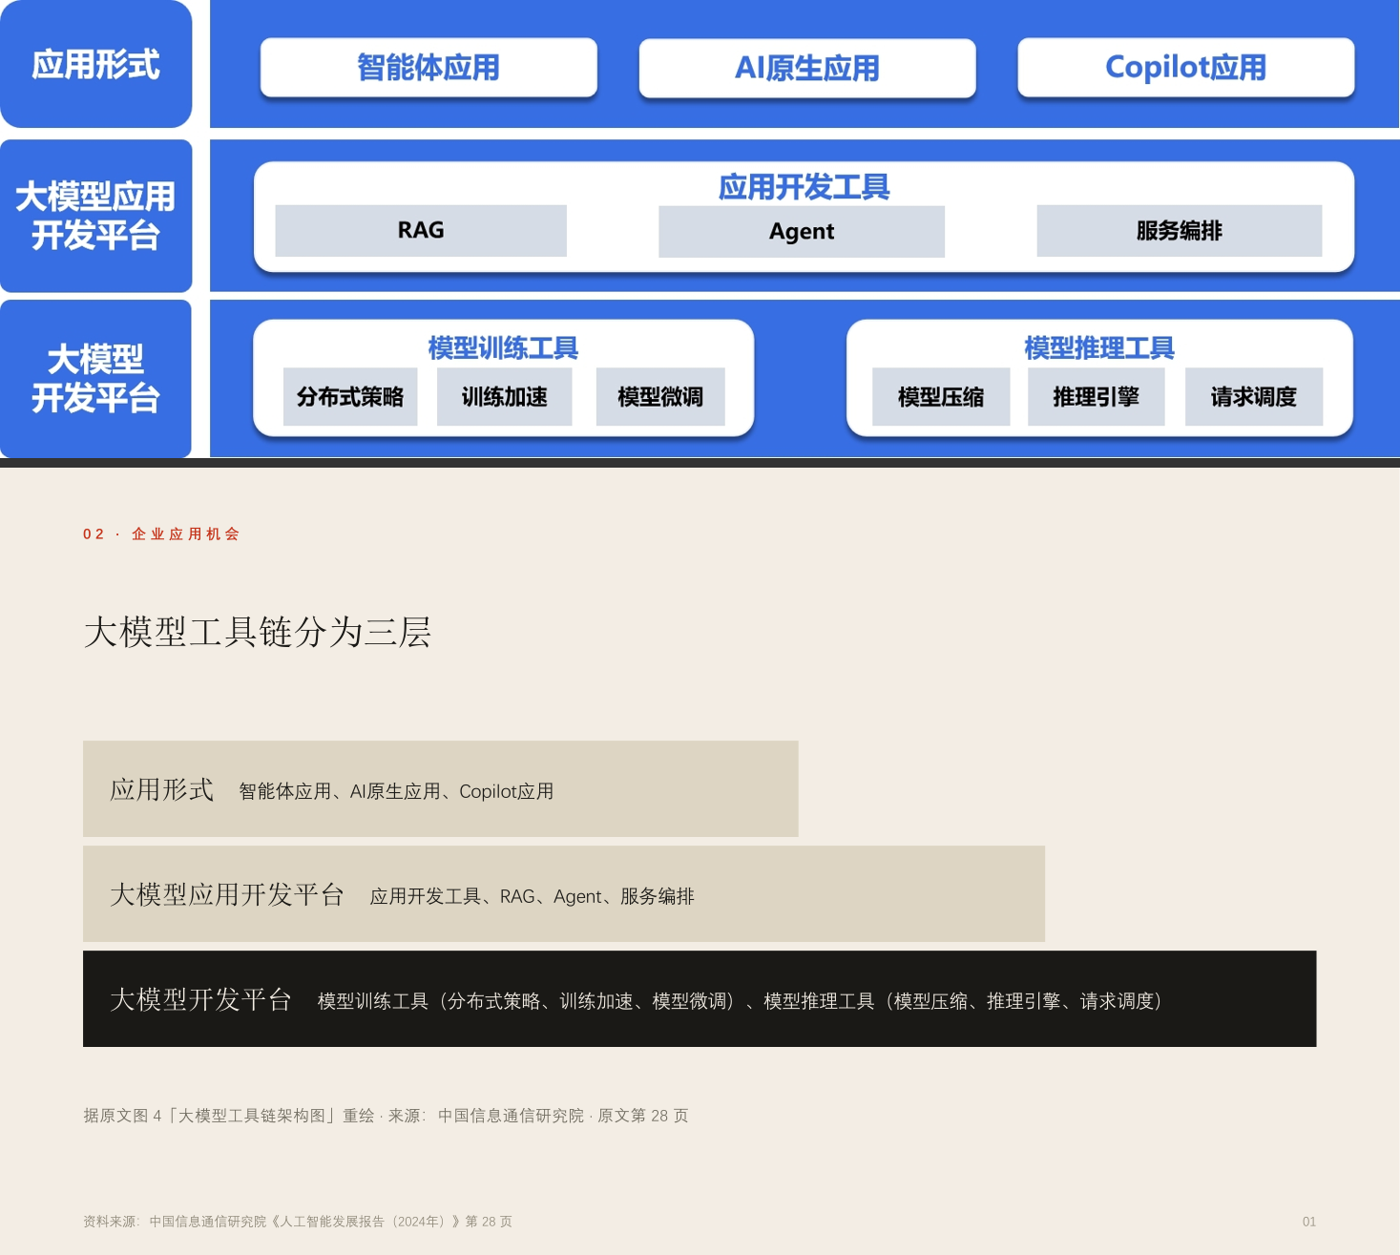 应用形式
智能体应用
AI原生应用
Copilot应用
大模型应用
开发平台
应用开发工具
RAG
Agent
服务编排
大模型
开发平台
模型训练工具
分布式策略
训练加速
模型微调
模型推理工具
模型压缩
推理引擎
请求调度
02 · 企业应用机会
大模型工具链分为三层
应用形式 智能体应用、AI原生应用、Copilot应用
大模型应用开发平台 应用开发工具、RAG、Agent、服务编排
大模型开发平台 模型训练工具（分布式策略、训练加速、模型微调）、模型推理工具（模型压缩、推理引擎、请求调度）
据原文图 4「大模型工具链架构图」重绘 · 来源：中国信息通信研究院 · 原文第 28 页
资料来源：中国信息通信研究院《人工智能发展报告（2024年）》第 28 页
01